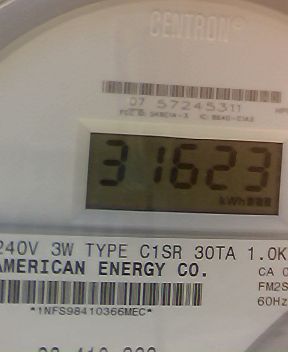 CENTRON®
07 57245311
31623
kWh
240V 3W TYPE C1SR 30TA 1.0K
AMERICAN ENERGY CO.
CA 0
FM2S
60Hz
*1NFS98410366MEC*